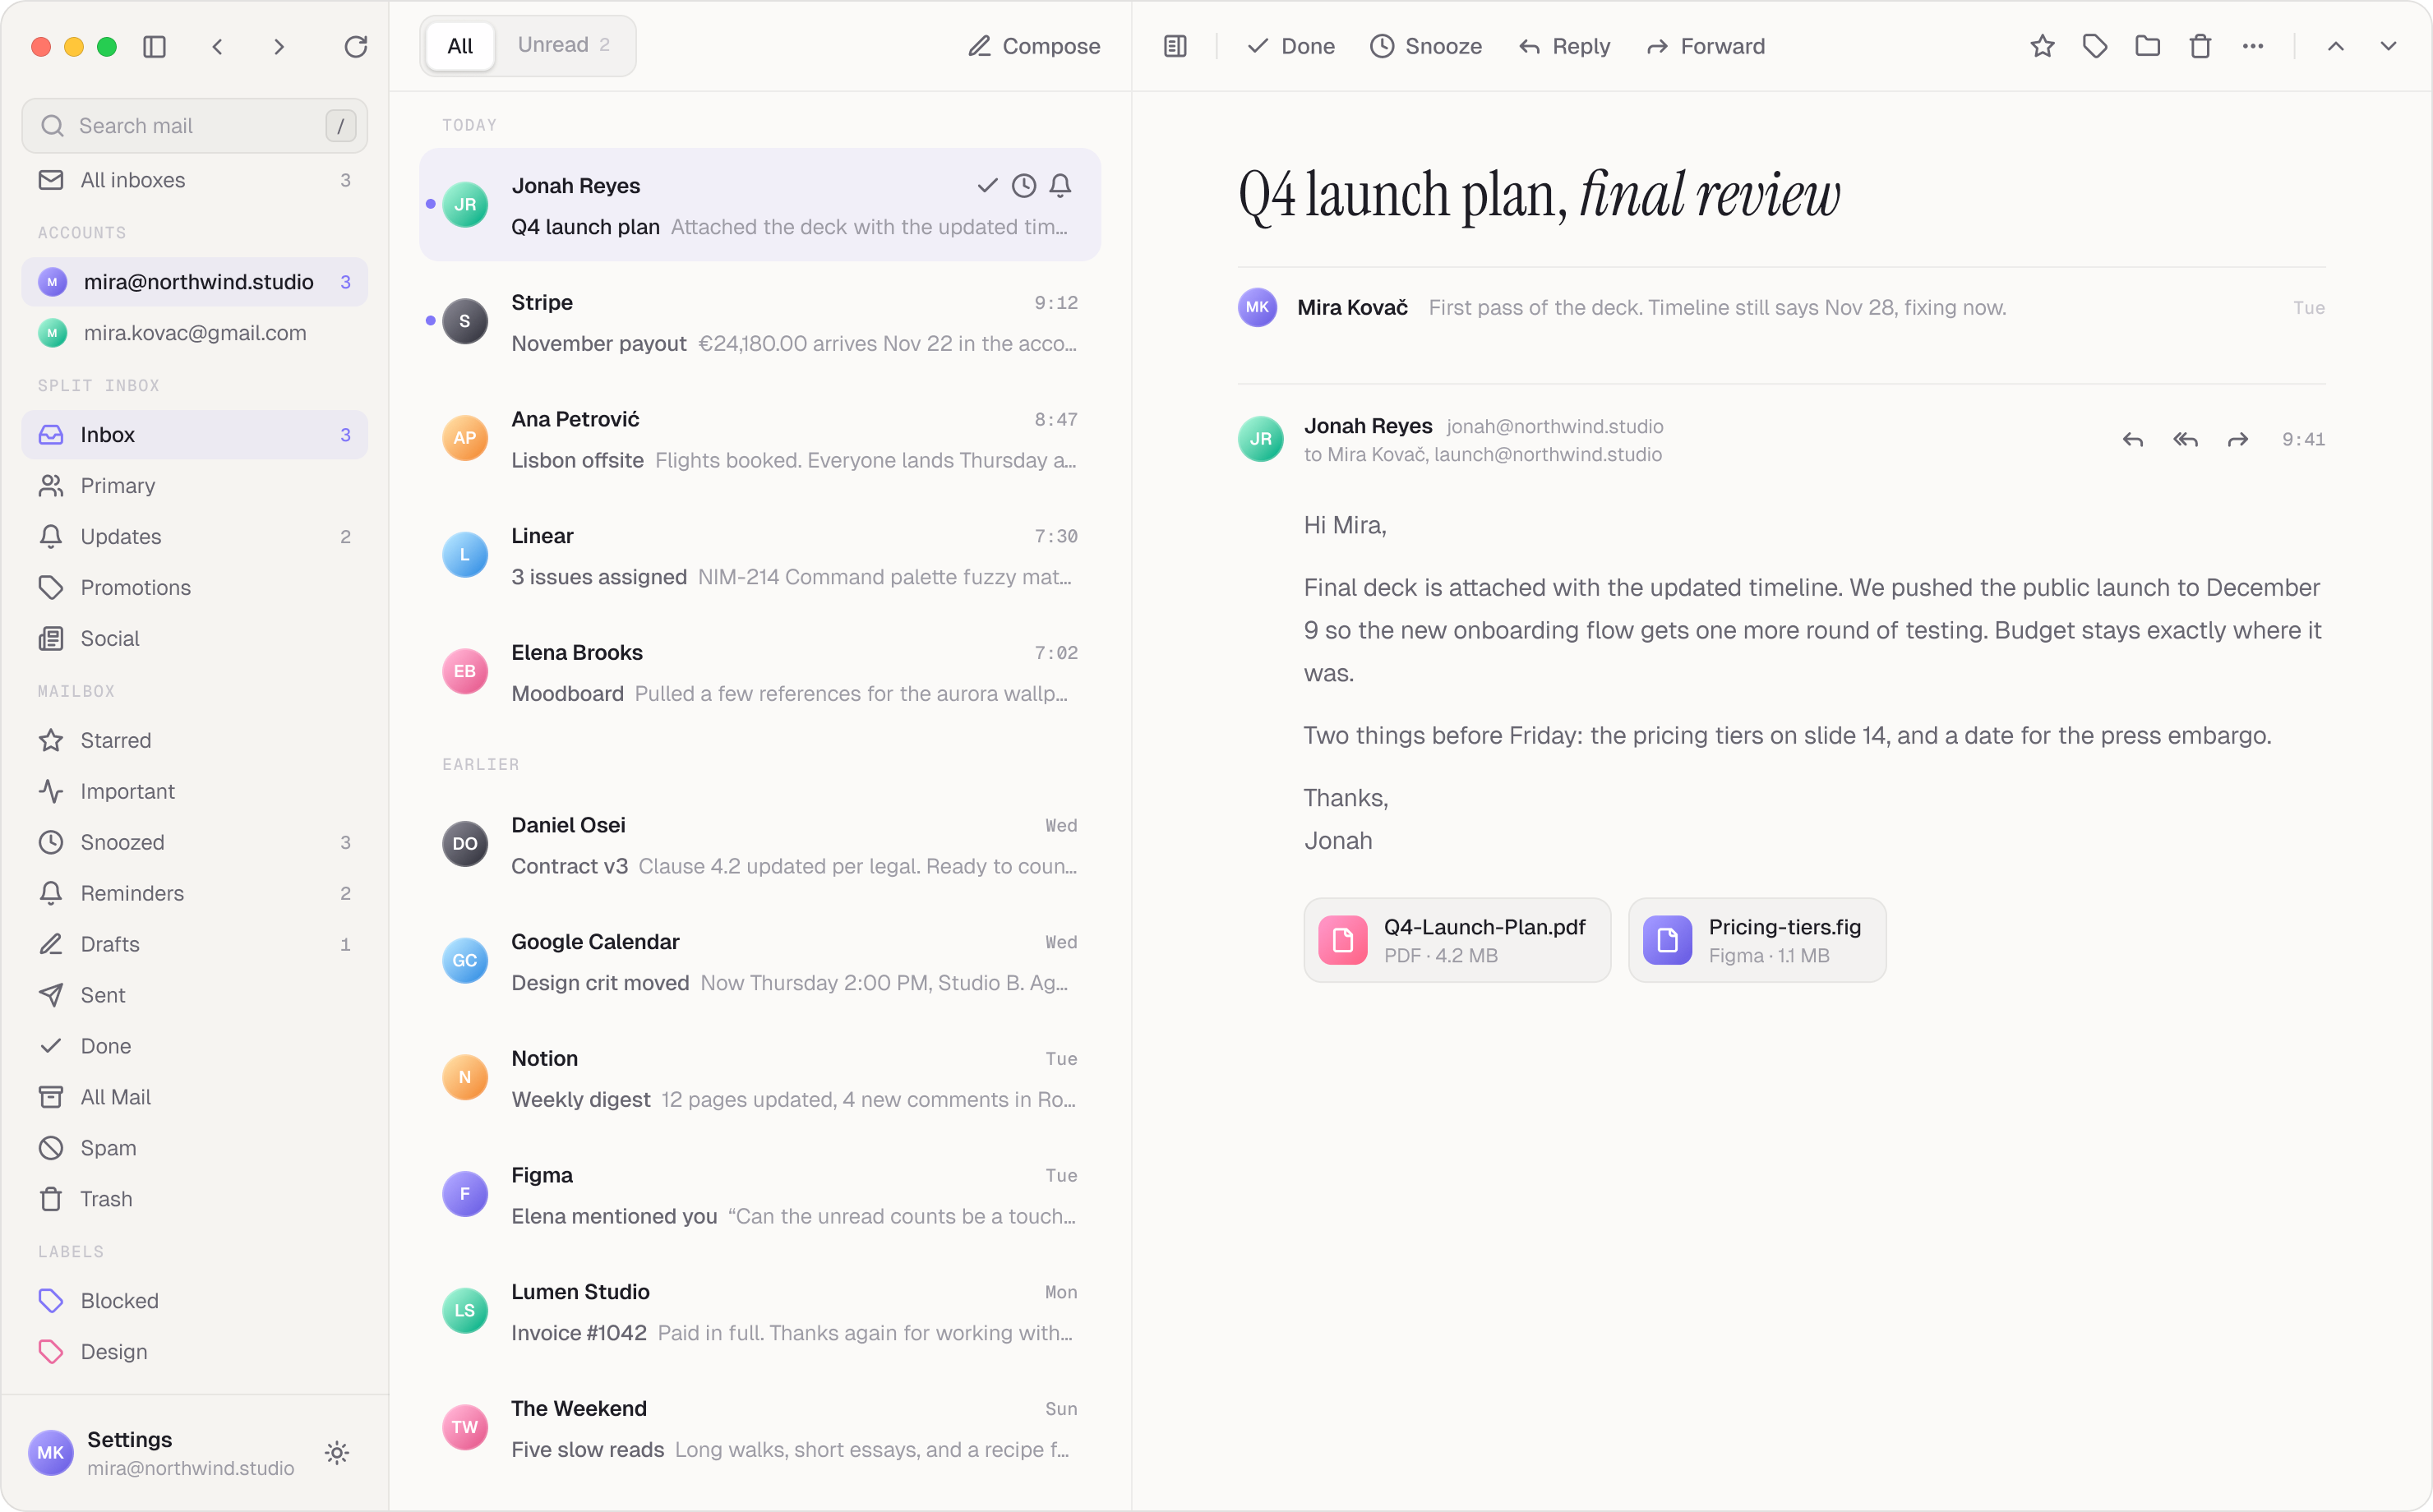 Search mail /
All inboxes 3
ACCOUNTS
M mira@northwind.studio 3
M mira.kovac@gmail.com
SPLIT INBOX
Inbox 3
Primary
Updates 2
Promotions
Social
MAILBOX
Starred
Important
Snoozed 3
Reminders 2
Drafts 1
Sent
Done
All Mail
Spam
Trash
LABELS
Blocked
Design
MK Settings
mira@northwind.studio
All Unread 2 Compose
TODAY
JR Jonah Reyes
Q4 launch plan Attached the deck with the updated tim...
S Stripe 9:12
November payout €24,180.00 arrives Nov 22 in the acco...
AP Ana Petrović 8:47
Lisbon offsite Flights booked. Everyone lands Thursday a...
L Linear 7:30
3 issues assigned NIM-214 Command palette fuzzy mat...
EB Elena Brooks 7:02
Moodboard Pulled a few references for the aurora wallp...
EARLIER
DO Daniel Osei Wed
Contract v3 Clause 4.2 updated per legal. Ready to coun...
GC Google Calendar Wed
Design crit moved Now Thursday 2:00 PM, Studio B. Ag...
N Notion Tue
Weekly digest 12 pages updated, 4 new comments in Ro...
F Figma Tue
Elena mentioned you “Can the unread counts be a touch...
LS Lumen Studio Mon
Invoice #1042 Paid in full. Thanks again for working with...
TW The Weekend Sun
Five slow reads Long walks, short essays, and a recipe f...
Done Snooze Reply Forward
Q4 launch plan, final review
MK Mira Kovač First pass of the deck. Timeline still says Nov 28, fixing now. Tue
JR Jonah Reyes jonah@northwind.studio 9:41
to Mira Kovač, launch@northwind.studio
Hi Mira,
Final deck is attached with the updated timeline. We pushed the public launch to December
9 so the new onboarding flow gets one more round of testing. Budget stays exactly where it
was.
Two things before Friday: the pricing tiers on slide 14, and a date for the press embargo.
Thanks,
Jonah
Q4-Launch-Plan.pdf
PDF · 4.2 MB
Pricing-tiers.fig
Figma · 1.1 MB